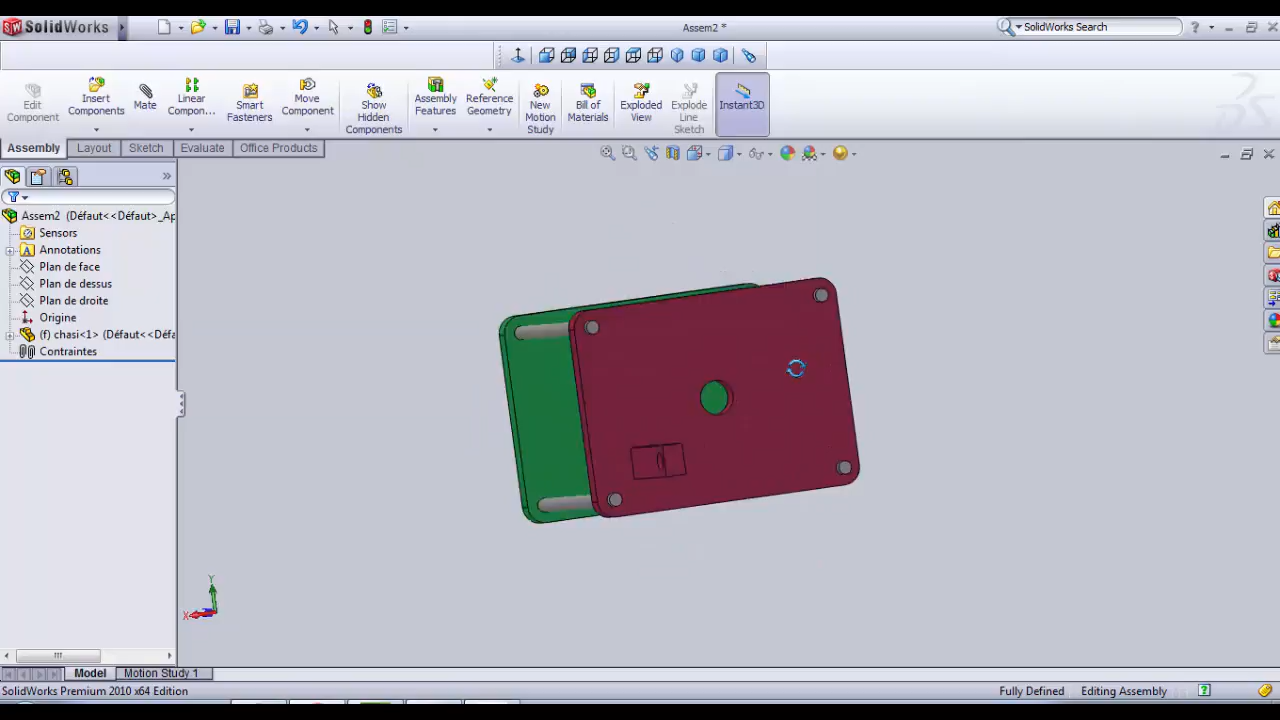 SolidWorks
Assem2 *
SolidWorks Search
Edit Component
Insert Components
Mate
Linear Compon...
Smart Fasteners
Move Component
Show Hidden Components
Assembly Features
Reference Geometry
New Motion Study
Bill of Materials
Exploded View
Explode Line Sketch
Instant3D
Assembly
Layout
Sketch
Evaluate
Office Products
Assem2 (Défaut<<Défaut>_Ap
Sensors
Annotations
Plan de face
Plan de dessus
Plan de droite
Origine
(f) chasi<1> (Défaut<<Défa
Contraintes
Y
X
Model
Motion Study 1
SolidWorks Premium 2010 x64 Edition
Fully Defined
Editing Assembly